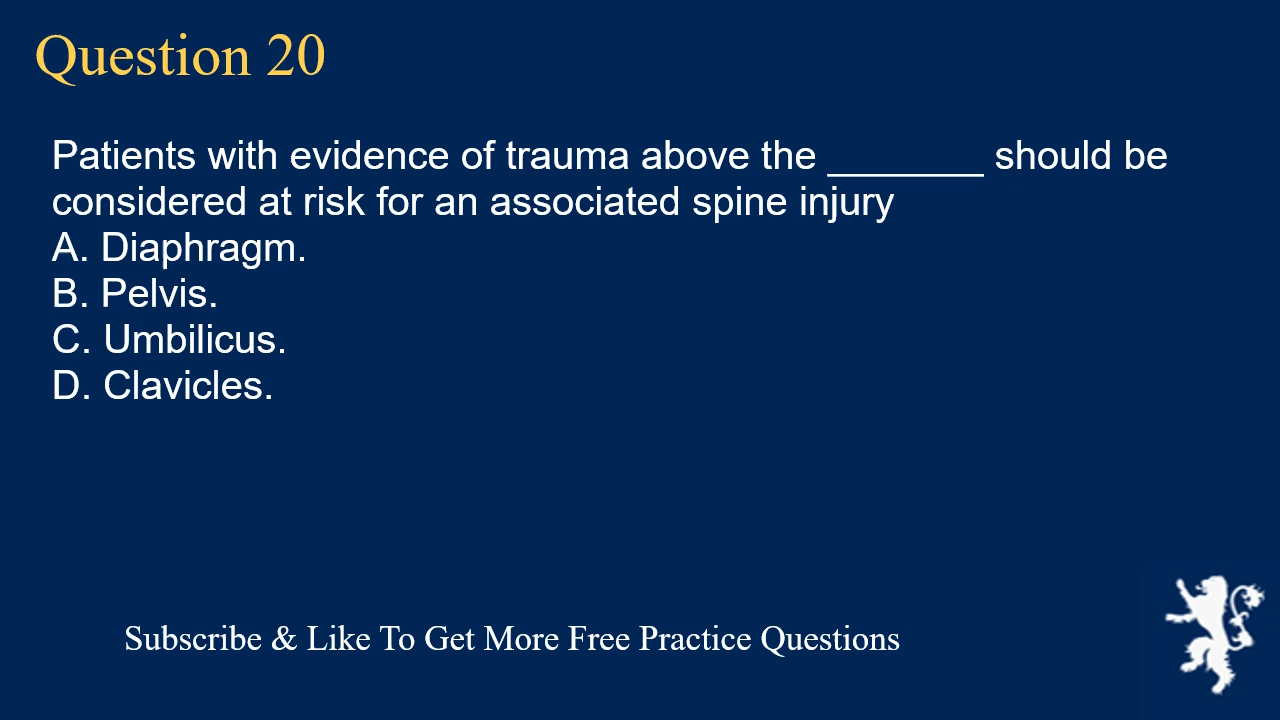 Question 20
Patients with evidence of trauma above the _______ should be
considered at risk for an associated spine injury
A. Diaphragm.
B. Pelvis.
C. Umbilicus.
D. Clavicles.
Subscribe & Like To Get More Free Practice Questions